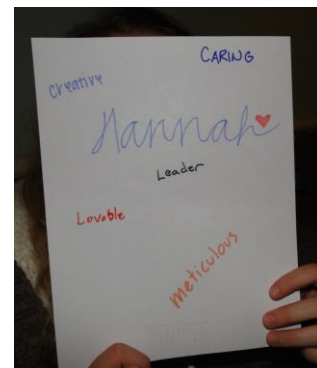 CARING
creative
Hannah
Leader
Lovable
meticulous